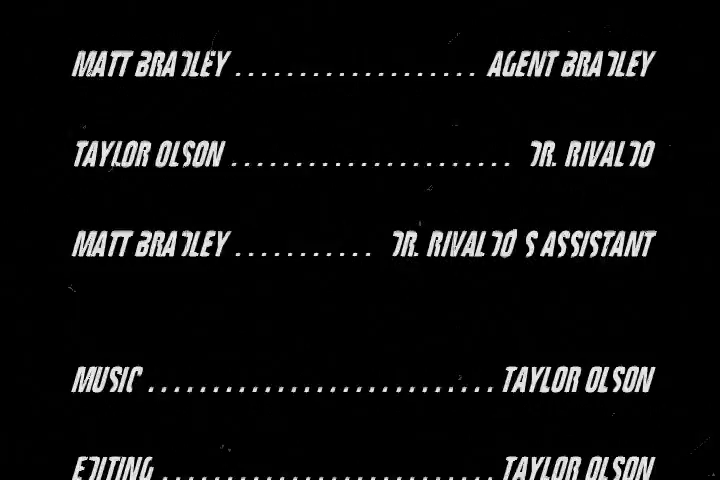 MATT BRADLEY ................... AGENT BRADLEY
TAYLOR OLSON ...................... DR. RIVALDO
MATT BRADLEY ........... DR. RIVALDO S ASSISTANT
MUSIC ........................... TAYLOR OLSON
EDITING .......................... TAYLOR OLSON